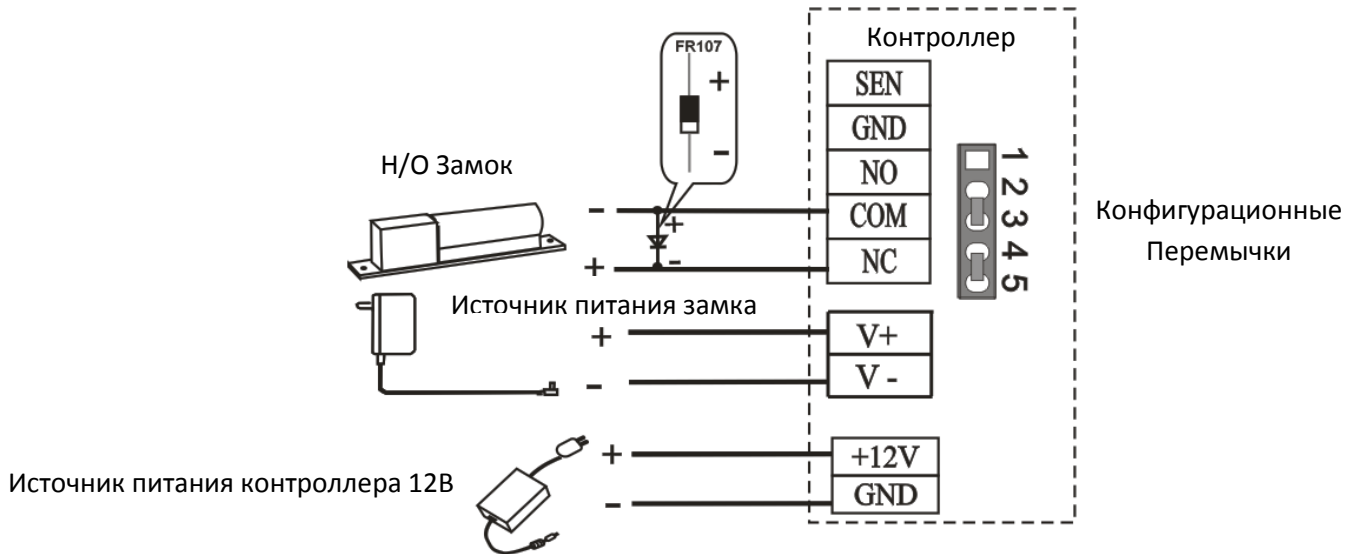 FR107
+
-
Контроллер
SEN
GND
NO
COM
NC
1
2
3
4
5
Н/О Замок
-
+
+
-
Конфигурационные
Перемычки
Источник питания замка
+
V+
-
V -
Источник питания контроллера 12В
+
+12V
-
GND